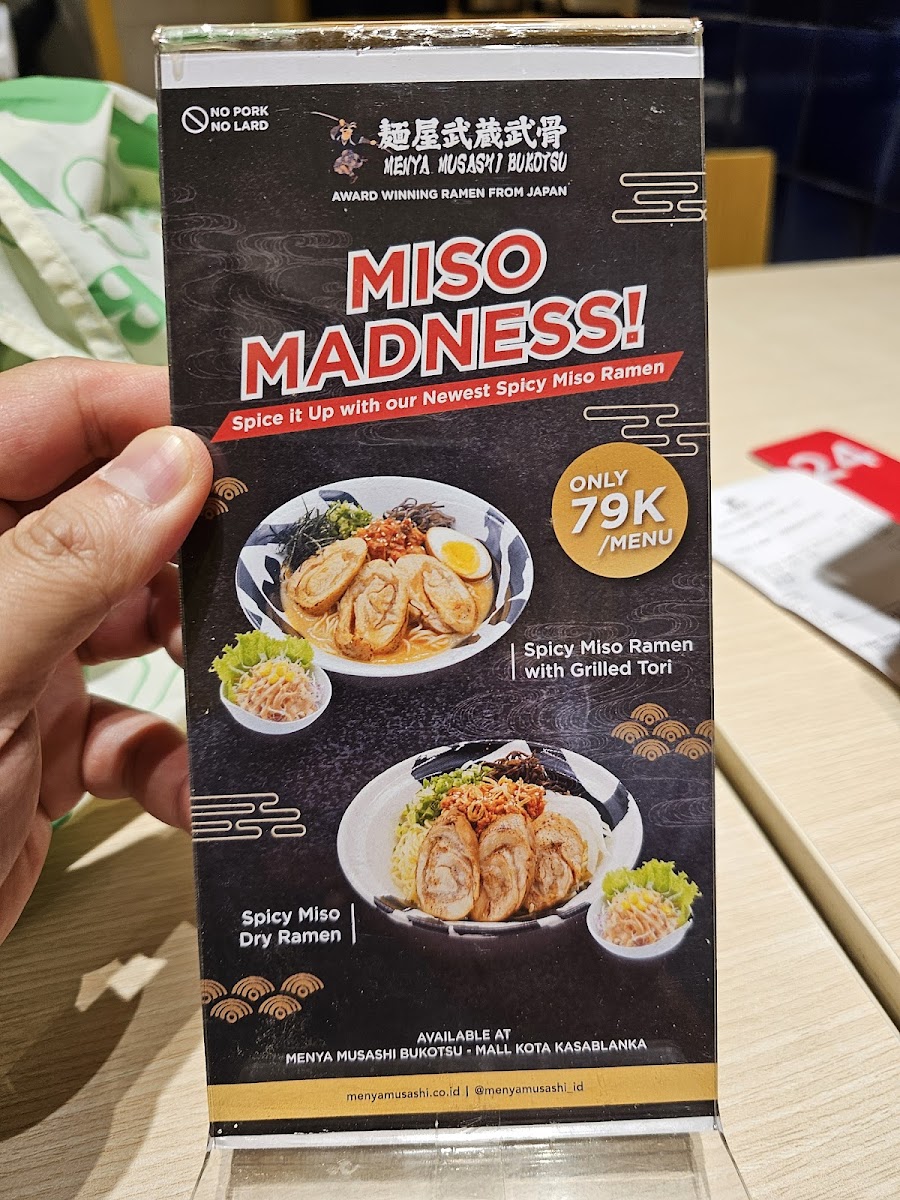 NO PORK
NO LARD
麺屋武蔵武骨
MENYA MUSASHI BUKOTSU
AWARD WINNING RAMEN FROM JAPAN
MISO
MADNESS!
Spice it Up with our Newest Spicy Miso Ramen
ONLY
79K
/MENU
Spicy Miso Ramen
with Grilled Tori
Spicy Miso
Dry Ramen
AVAILABLE AT
MENYA MUSASHI BUKOTSU - MALL KOTA KASABLANKA
menyamusashi.co.id | @menyamusashi_id
24